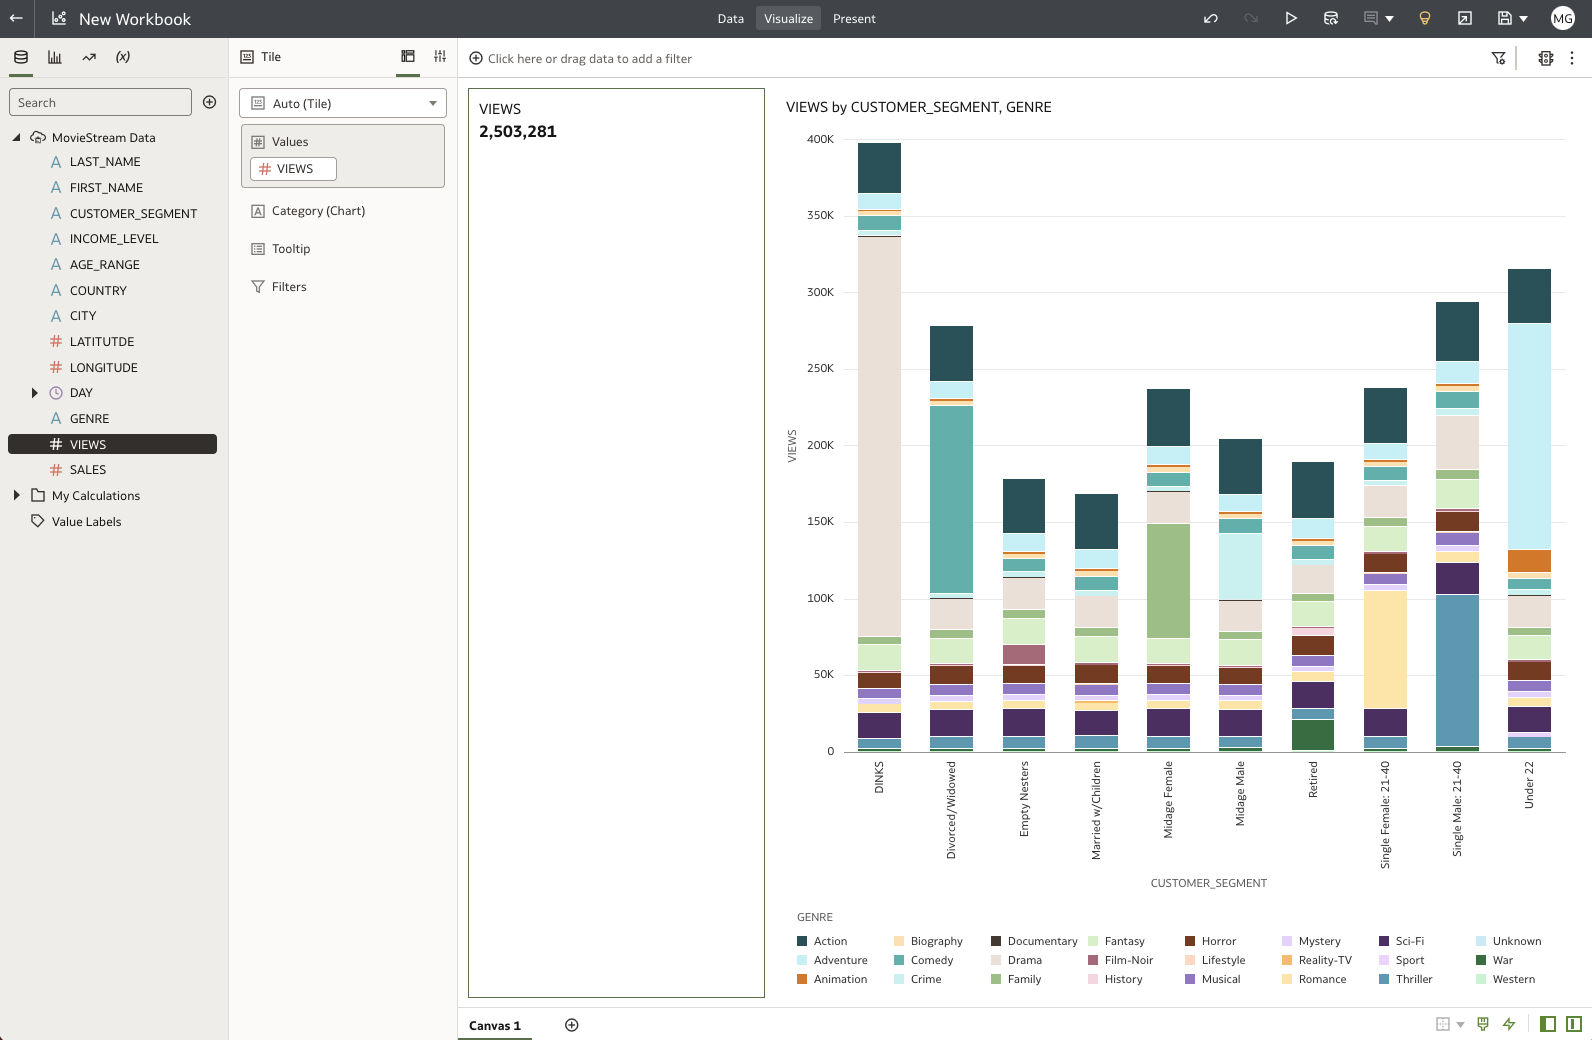 New Workbook
Data Visualize Present
MG
(x)
Tile
Click here or drag data to add a filter
Search
Auto (Tile)
Values
# VIEWS
Category (Chart)
Tooltip
Filters
MovieStream Data
A LAST_NAME
A FIRST_NAME
A CUSTOMER_SEGMENT
A INCOME_LEVEL
A AGE_RANGE
A COUNTRY
A CITY
# LATITUTDE
# LONGITUDE
DAY
A GENRE
# VIEWS
# SALES
My Calculations
Value Labels
VIEWS
2,503,281
VIEWS by CUSTOMER_SEGMENT, GENRE
400K
350K
300K
250K
200K
150K
100K
50K
0
VIEWS
DINKS
Divorced/Widowed
Empty Nesters
Married w/Children
Midage Female
Midage Male
Retired
Single Female: 21-40
Single Male: 21-40
Under 22
CUSTOMER_SEGMENT
GENRE
Action Biography Documentary Fantasy Horror Mystery Sci-Fi Unknown
Adventure Comedy Drama Film-Noir Lifestyle Reality-TV Sport War
Animation Crime Family History Musical Romance Thriller Western
Canvas 1